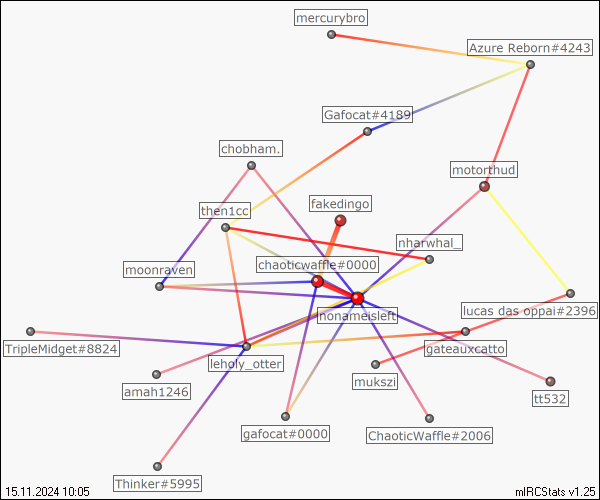 mercurybro
Azure Reborn#4243
Gafocat#4189
chobham.
motorthud
fakedingo
then1cc
nharwhal_
chaoticwaffle#0000
moonraven
nonameisleft
lucas das oppai#2396
TripleMidget#8824
leholy_otter
gateauxcatto
mukszi
amah1246
tt532
gafocat#0000
ChaoticWaffle#2006
Thinker#5995
15.11.2024 10:05
mIRCStats v1.25